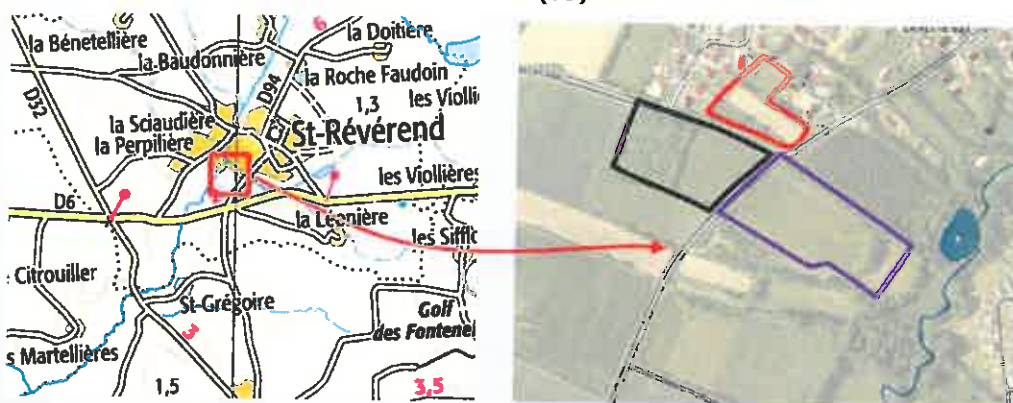 la Bénetellière
6
la Doitière
la Baudonnière
la Roche Faudoin
D32
D94
1,3
les Violli
la Sciaudière
St-Révérend
la Perpilière
les Viollières
D6
la Léonière
les Sifflo
Citrouiller
St-Grégoire
Golf
des Fontenel
3
s Martellières
1,5
3,5